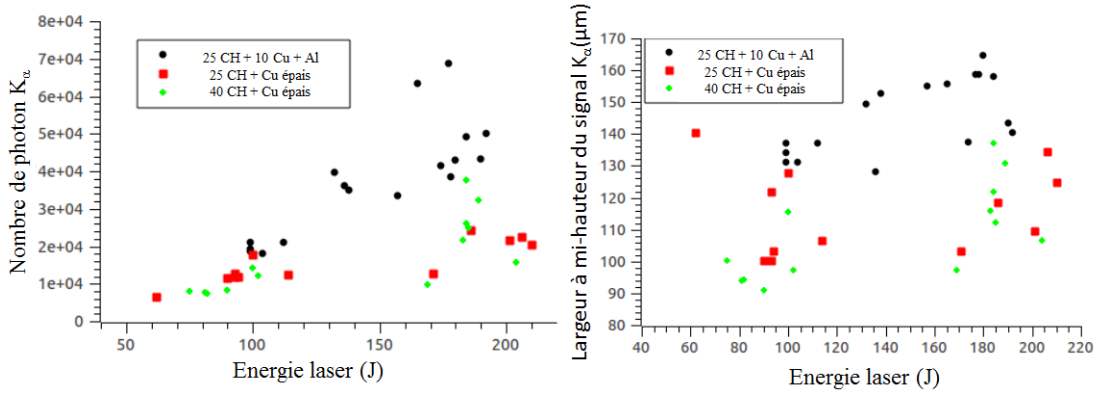 8e+04
7e+04
6e+04
5e+04
4e+04
3e+04
2e+04
1e+04
0
Nombre de photon Kα
25 CH + 10 Cu + Al
25 CH + Cu épais
40 CH + Cu épais
50
100
150
200
Energie laser (J)
170
160
150
140
130
120
110
100
90
80
Largeur à mi-hauteur du signal Kα(µm)
25 CH + 10 Cu + Al
25 CH + Cu épais
40 CH + Cu épais
40
60
80
100
120
140
160
180
200
220
Energie laser (J)